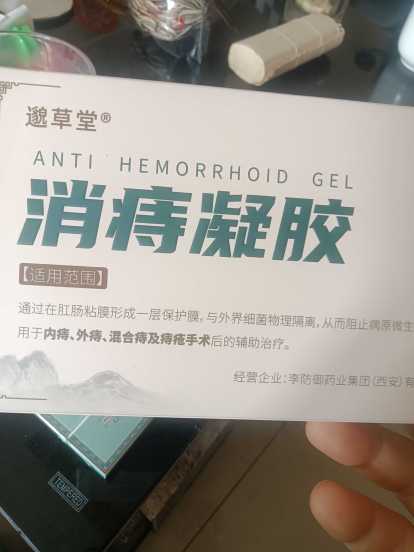 邈草堂®
ANTI HEMORRHOID GEL
消痔凝胶
【适用范围】
通过在肛肠粘膜形成一层保护膜,与外界细菌物理隔离,从而阻止病原微生
用于内痔、外痔、混合痔及痔疮手术后的辅助治疗。
经营企业:李防御药业集团(西安)有
TEMPERED